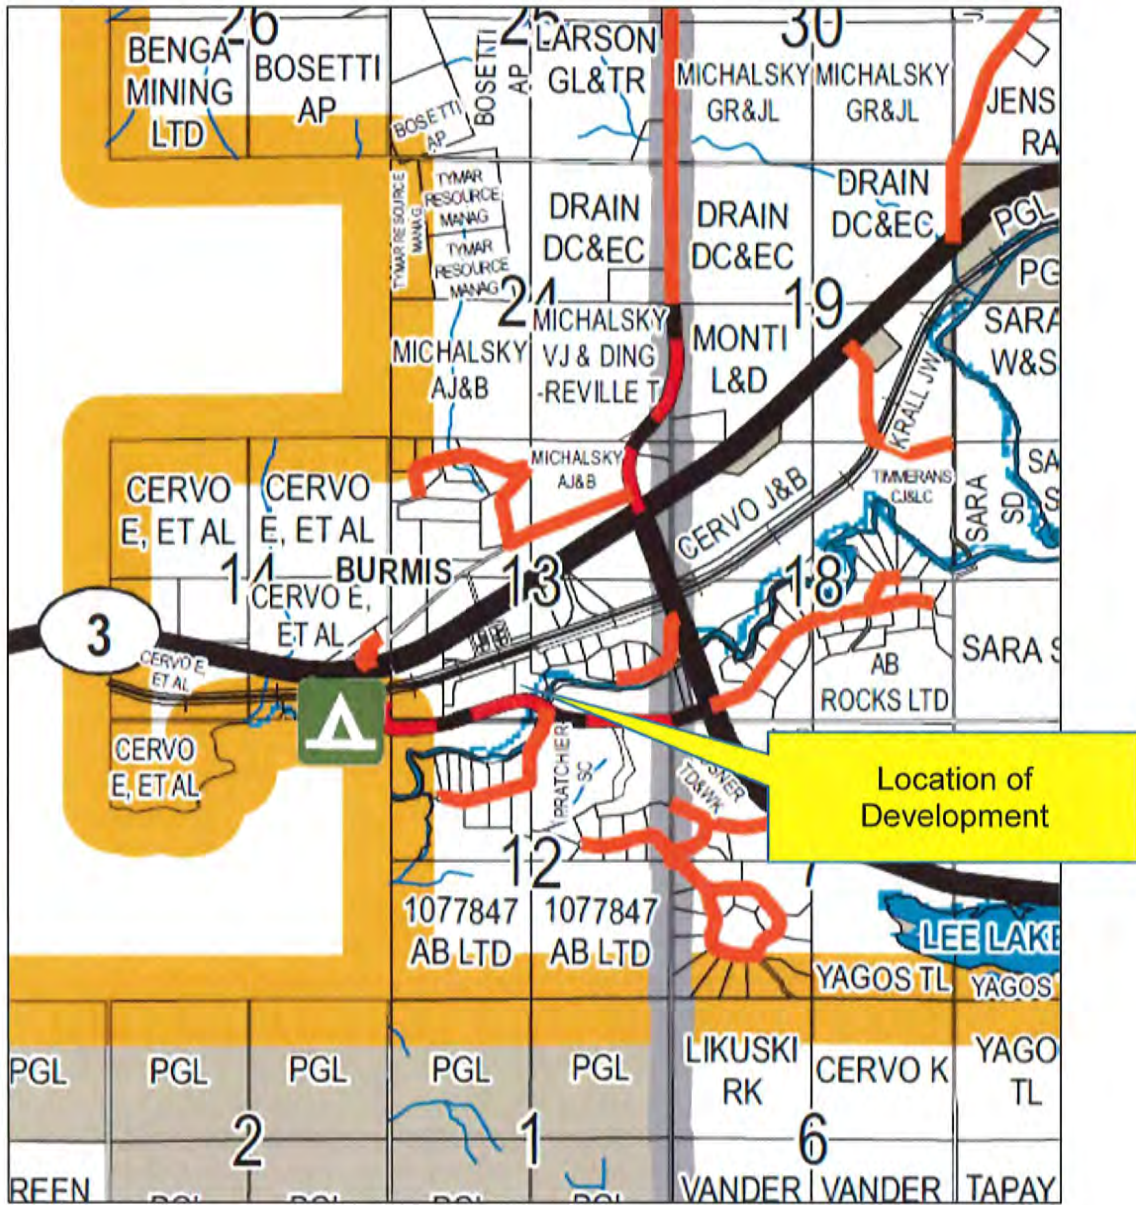 26
25
30
BENGA
MINING
LTD
BOSETTI
AP
BOSETTI
AP
BOSETTI
AP
LARSON
GL&TR
MICHALSKY
GR&JL
MICHALSKY
GR&JL
JENS
RA
TYMAR RESOURCE
MANAG
TYMAR
RESOURCE
MANAG
TYMAR
RESOURCE
MANAG
DRAIN
DC&EC
DRAIN
DC&EC
DRAIN
DC&EC
PGL
PG
24
19
MICHALSKY
AJ&B
MICHALSKY
VJ & DING
-REVILLE T
MONTI
L&D
SARA
W&S
KRALL JW
CERVO
E, ET AL
CERVO
E, ET AL
MICHALSKY
AJ&B
CERVO J&B
TIMMERANS
CJ&LC
SARA
SD
SA
S
14
BURMIS
13
18
CERVO E,
ET AL
3
CERVO E,
ET AL
AB
ROCKS LTD
SARA S
CERVO
E, ET AL
PRATCHIER
SC
TD&WK
Location of
Development
12
7
1077847
AB LTD
1077847
AB LTD
LEE LAKE
YAGOS TL
YAGOS
PGL
PGL
PGL
PGL
PGL
LIKUSKI
RK
CERVO K
YAGO
TL
2
1
6
REEN
PGL
PGL
PGL
VANDER
VANDER
TAPAY